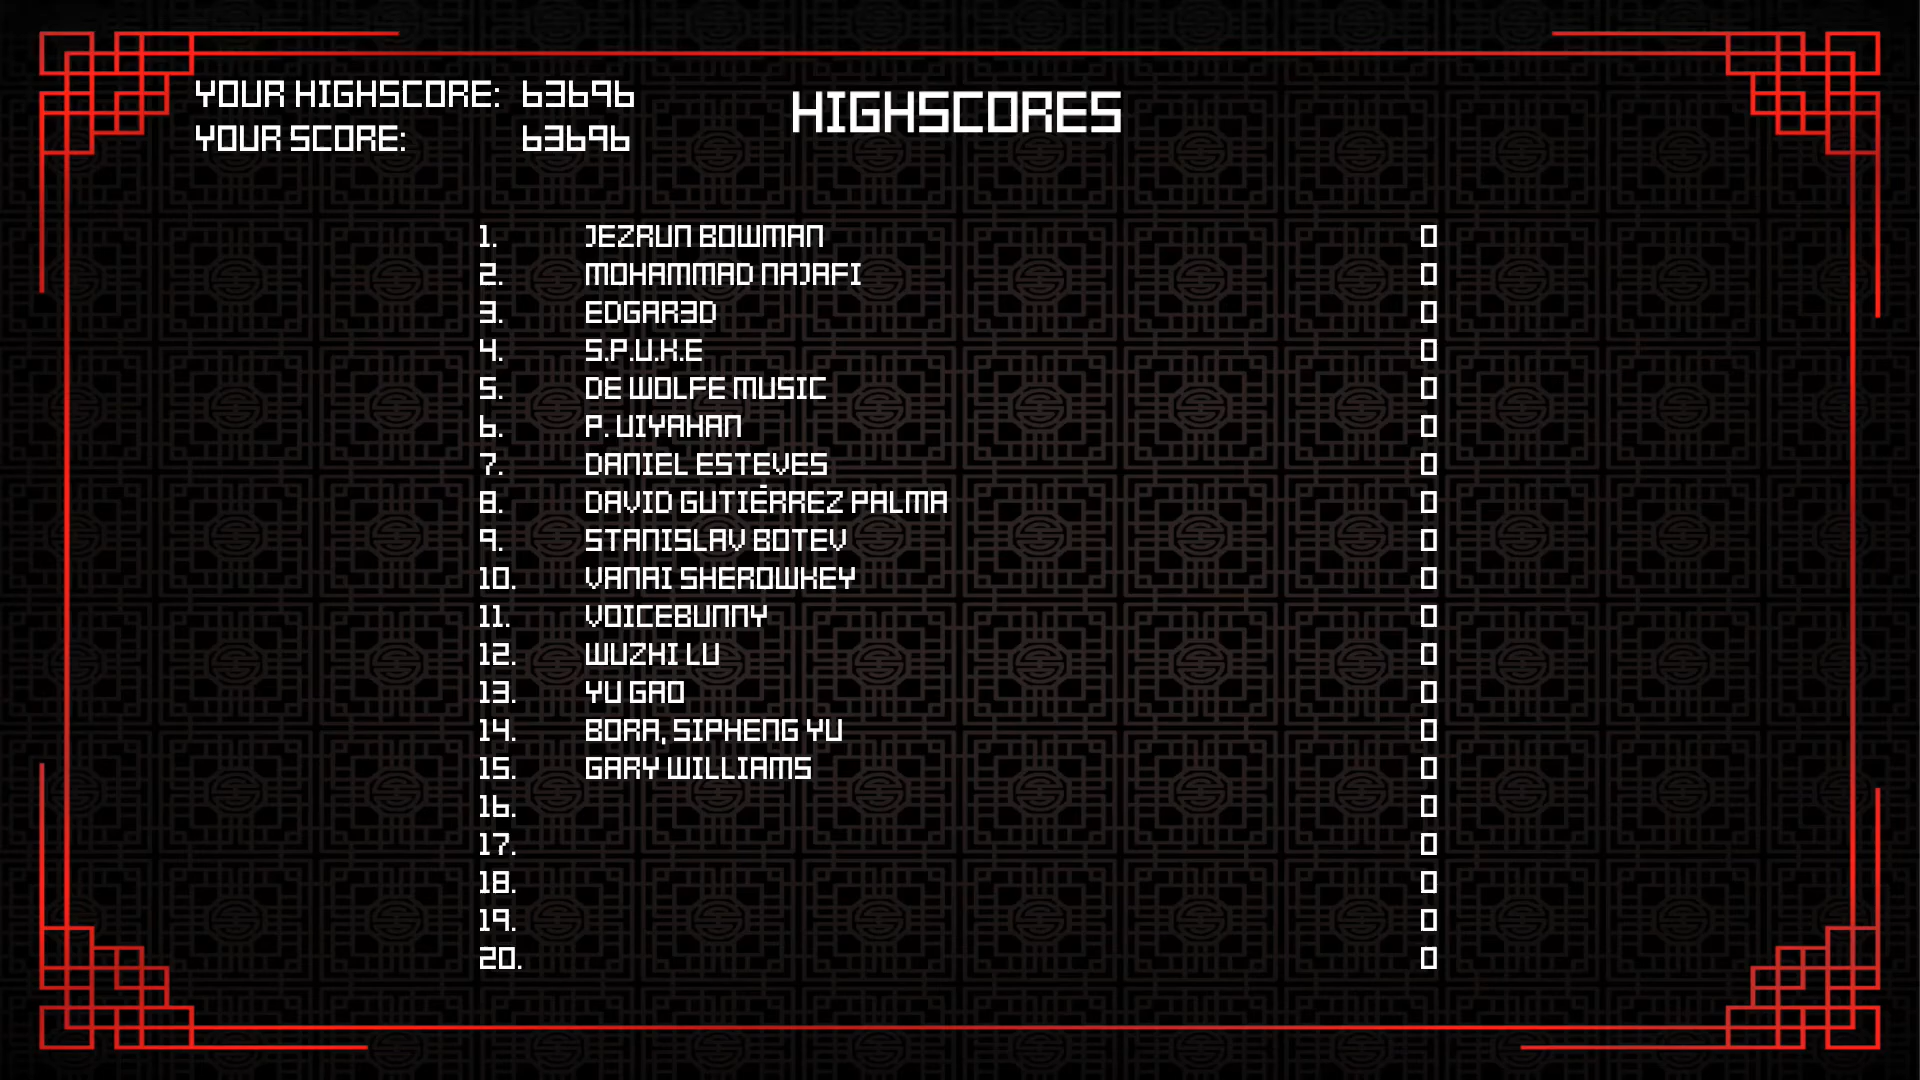 YOUR HIGHSCORE: 63696
YOUR SCORE: 63696
HIGHSCORES
1. JEZRUN BOWMAN 0
2. MOHAMMAD NAJAFI 0
3. EDGAR3D 0
4. S.P.U.K.E 0
5. DE WOLFE MUSIC 0
6. P. UIYAHAN 0
7. DANIEL ESTEVES 0
8. DAVID GUTIÉRREZ PALMA 0
9. STANISLAV BOTEV 0
10. VANAI SHEROWKEY 0
11. VOICEBUNNY 0
12. WUZHI LU 0
13. YU GAO 0
14. BORA, SIPHENG YU 0
15. GARY WILLIAMS 0
16. 0
17. 0
18. 0
19. 0
20. 0